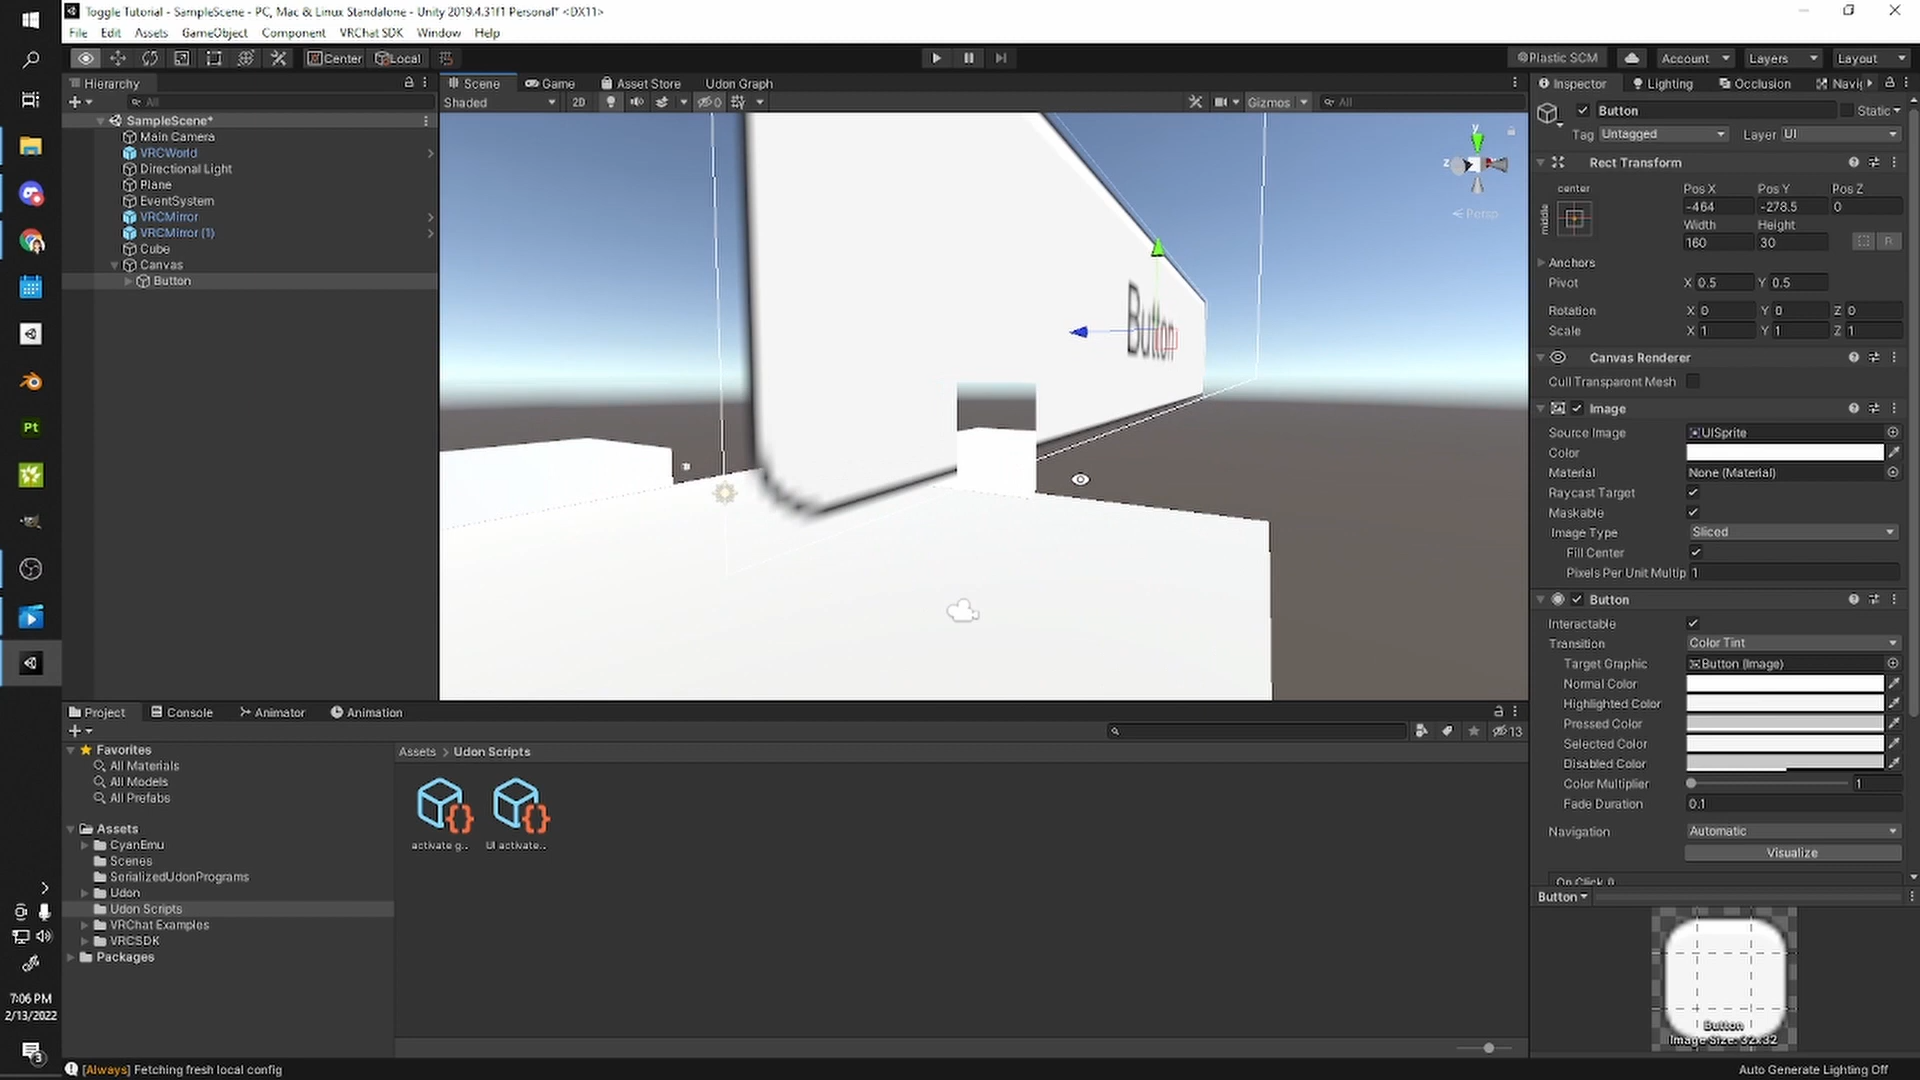 Toggle Tutorial - SampleScene - PC, Mac & Linux Standalone - Unity 2019.4.31f1 Personal* <DX11>
File Edit Assets GameObject Component VRChat SDK Window Help
Center Local Plastic SCM Account Layers Layout
Hierarchy
All
SampleScene*
Main Camera
VRCWorld
Directional Light
Plane
EventSystem
VRCMirror
VRCMirror (1)
Cube
Canvas
Button
Scene Game Asset Store Udon Graph
Shaded 2D 0 Gizmos All
y
z
Persp
Button
Inspector Lighting Occlusion Navi
Button Static
Tag Untagged Layer UI
Rect Transform
center Pos X Pos Y Pos Z
middle -464 -278.5 0
Width Height
160 30 R
Anchors
Pivot X 0.5 Y 0.5
Rotation X 0 Y 0 Z 0
Scale X 1 Y 1 Z 1
Canvas Renderer
Cull Transparent Mesh
Image
Source Image UISprite
Color
Material None (Material)
Raycast Target
Maskable
Image Type Sliced
Fill Center
Pixels Per Unit Multip 1
Button
Interactable
Transition Color Tint
Target Graphic Button (Image)
Normal Color
Highlighted Color
Pressed Color
Selected Color
Disabled Color
Color Multiplier 1
Fade Duration 0.1
Navigation Automatic
Visualize
On Click ()
Button
Button
Image Size: 32x32
Project Console Animator Animation
13
Favorites
All Materials
All Models
All Prefabs
Assets
CyanEmu
Scenes
SerializedUdonPrograms
Udon
Udon Scripts
VRChat Examples
VRCSDK
Packages
Assets > Udon Scripts
activate g..
UI activate..
Pt
7:06 PM
2/13/2022
3
[Always] Fetching fresh local config
Auto Generate Lighting Off